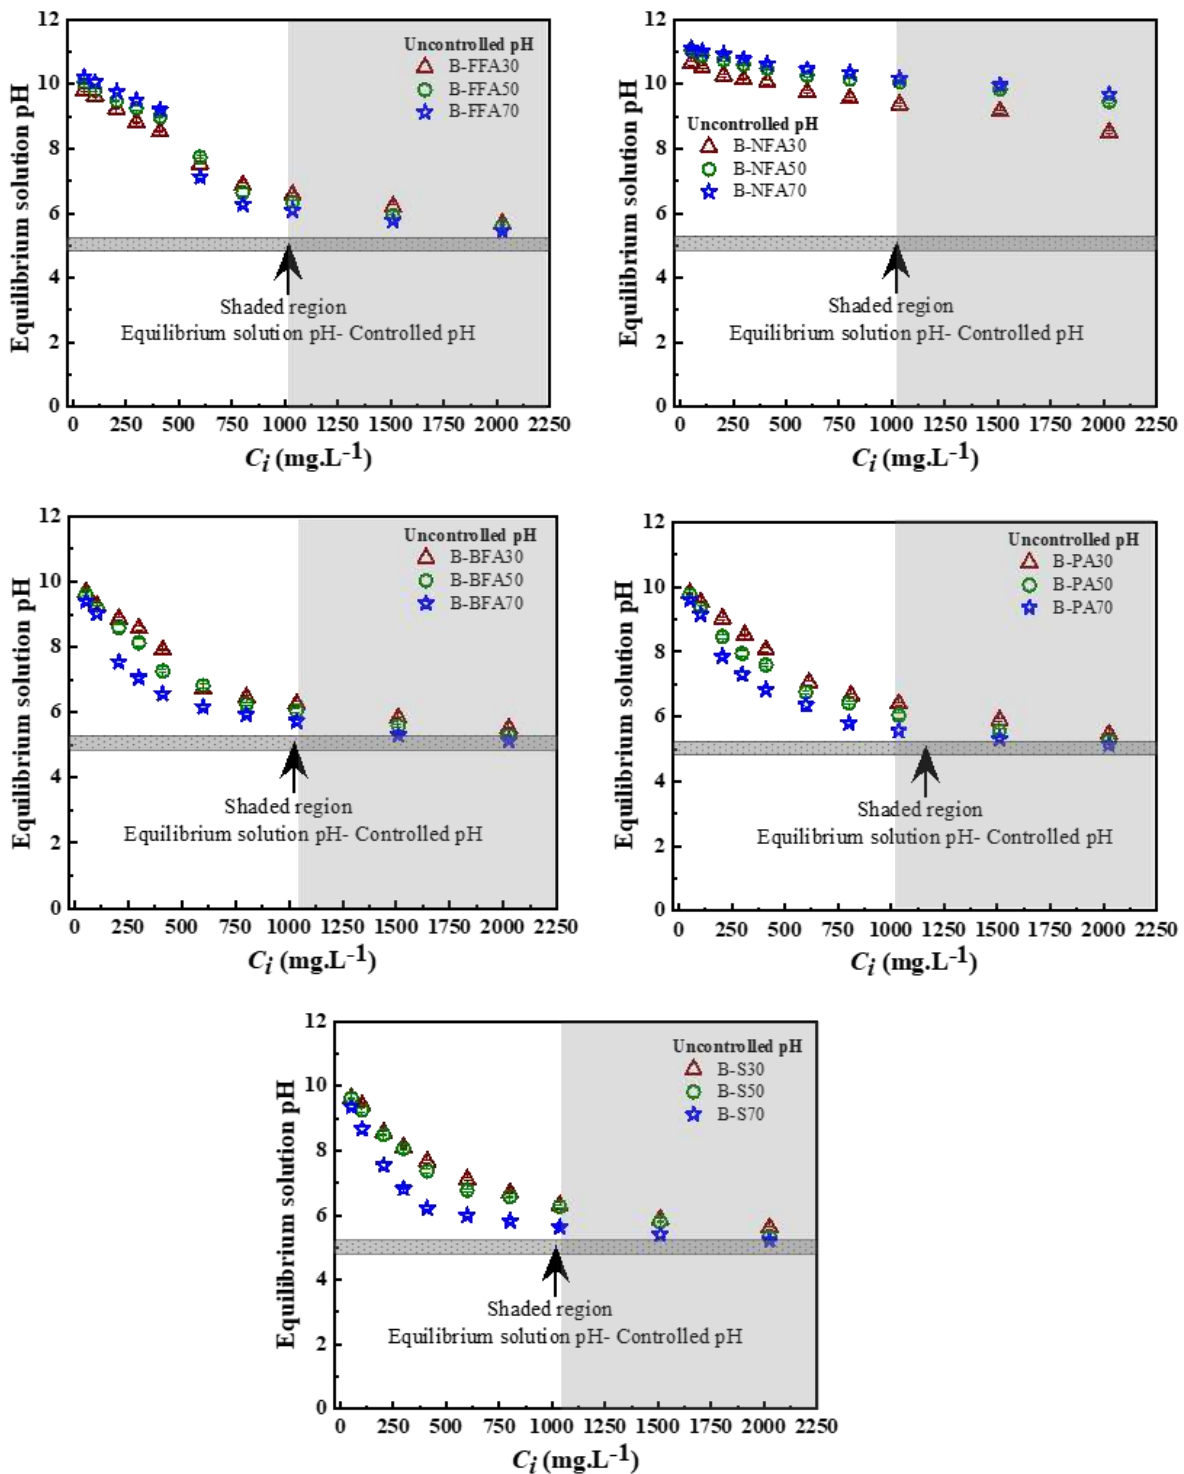 Equilibrium solution pH
12
10
8
6
4
2
0
Uncontrolled pH
B-FFA30
B-FFA50
B-FFA70
Shaded region
Equilibrium solution pH- Controlled pH
0 250 500 750 1000 1250 1500 1750 2000 2250
Ci (mg.L-1)
Equilibrium solution pH
12
10
8
6
4
2
0
Uncontrolled pH
B-NFA30
B-NFA50
B-NFA70
Shaded region
Equilibrium solution pH- Controlled pH
0 250 500 750 1000 1250 1500 1750 2000 2250
Ci (mg.L-1)
Equilibrium solution pH
12
10
8
6
4
2
0
Uncontrolled pH
B-BFA30
B-BFA50
B-BFA70
Shaded region
Equilibrium solution pH- Controlled pH
0 250 500 750 1000 1250 1500 1750 2000 2250
Ci (mg.L-1)
Equilibrium solution pH
12
10
8
6
4
2
0
Uncontrolled pH
B-PA30
B-PA50
B-PA70
Shaded region
Equilibrium solution pH- Controlled pH
0 250 500 750 1000 1250 1500 1750 2000 2250
Ci (mg.L-1)
Equilibrium solution pH
12
10
8
6
4
2
0
Uncontrolled pH
B-S30
B-S50
B-S70
Shaded region
Equilibrium solution pH- Controlled pH
0 250 500 750 1000 1250 1500 1750 2000 2250
Ci (mg.L-1)